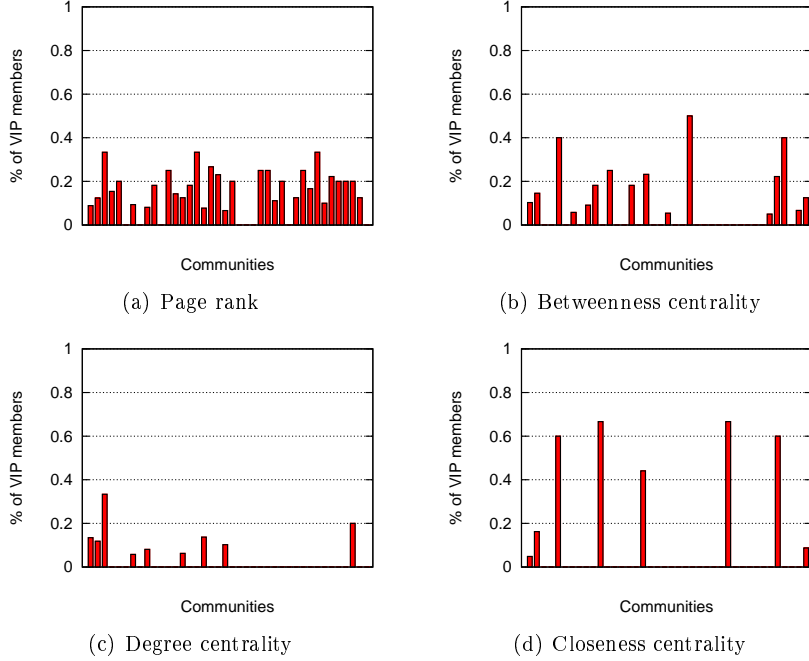 1
0.8
0.6
0.4
0.2
0
% of VIP members
Communities
(a) Page rank
1
0.8
0.6
0.4
0.2
0
% of VIP members
Communities
(b) Betweenness centrality
1
0.8
0.6
0.4
0.2
0
% of VIP members
Communities
(c) Degree centrality
1
0.8
0.6
0.4
0.2
0
% of VIP members
Communities
(d) Closeness centrality